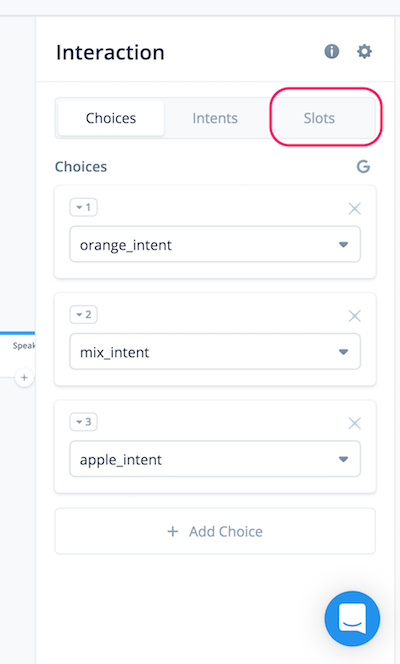 Interaction
Choices Intents Slots
Choices
1
orange_intent
Speak
2
mix_intent
3
apple_intent
+ Add Choice